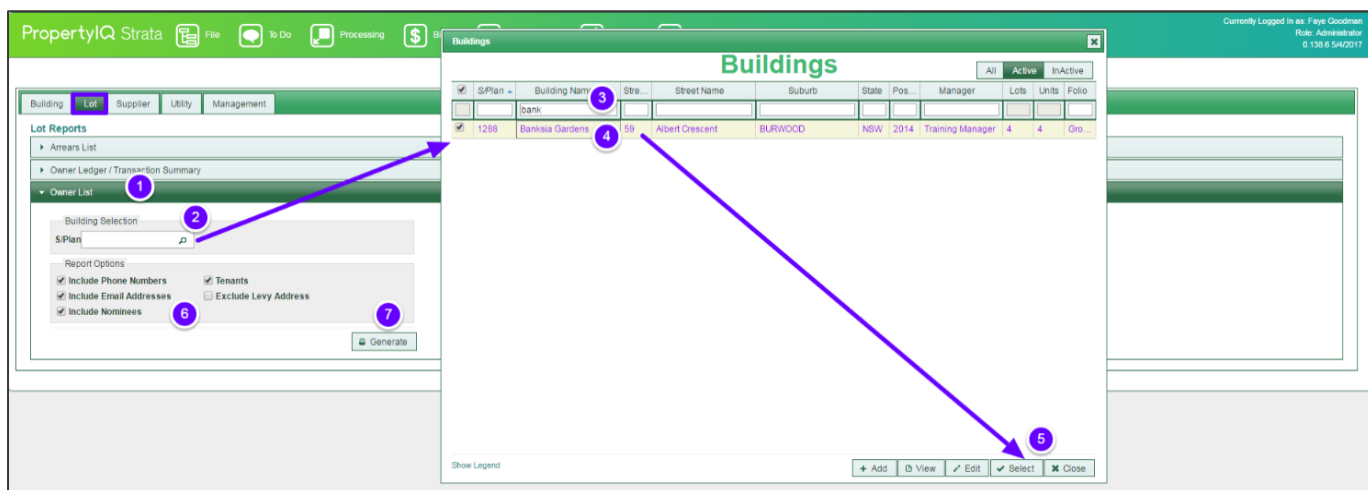 PropertyIQ Strata File To Do Processing
Currently Logged In as: Faye Goodman
Role: Administrator
0.138.6 5/4/2017
Building Lot Supplier Utility Management
Lot Reports
Arrears List
Owner Ledger / Transaction Summary
Owner List
1
Building Selection
2
S/Plan
Report Options
Include Phone Numbers Tenants
Include Email Addresses Exclude Levy Address
Include Nominees
6
7
Generate
Buildings
Buildings
All Active InActive
S/Plan Building Name Stre... Street Name Suburb State Pos... Manager Lots Units Folio
3
bank
1288 Banksia Gardens 59 Albert Crescent BURWOOD NSW 2014 Training Manager 4 4 Gro...
4
5
Show Legend
Add View Edit Select Close